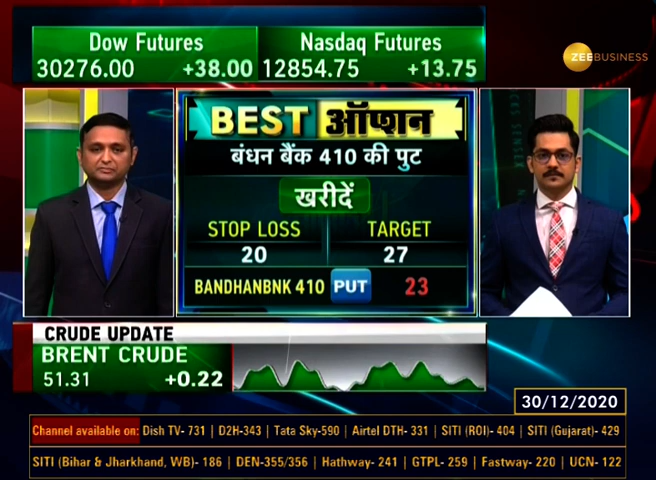 Dow Futures
30276.00 +38.00
Nasdaq Futures
12854.75 +13.75
ZEEBUSINESS
BEST ऑप्शन
बंधन बैंक 410 की पुट
खरीदें
STOP LOSS TARGET
20 27
BANDHANBNK 410 PUT 23
CRUDE UPDATE
BRENT CRUDE
51.31 +0.22
30/12/2020
Channel available on: Dish TV- 731 | D2H-343 | Tata Sky-590 | Airtel DTH- 331 | SITI (ROI)- 404 | SITI (Gujarat)- 429
SITI (Bihar & Jharkhand, WB)- 186 | DEN-355/356 | Hathway- 241 | GTPL- 259 | Fastway- 220 | UCN- 122